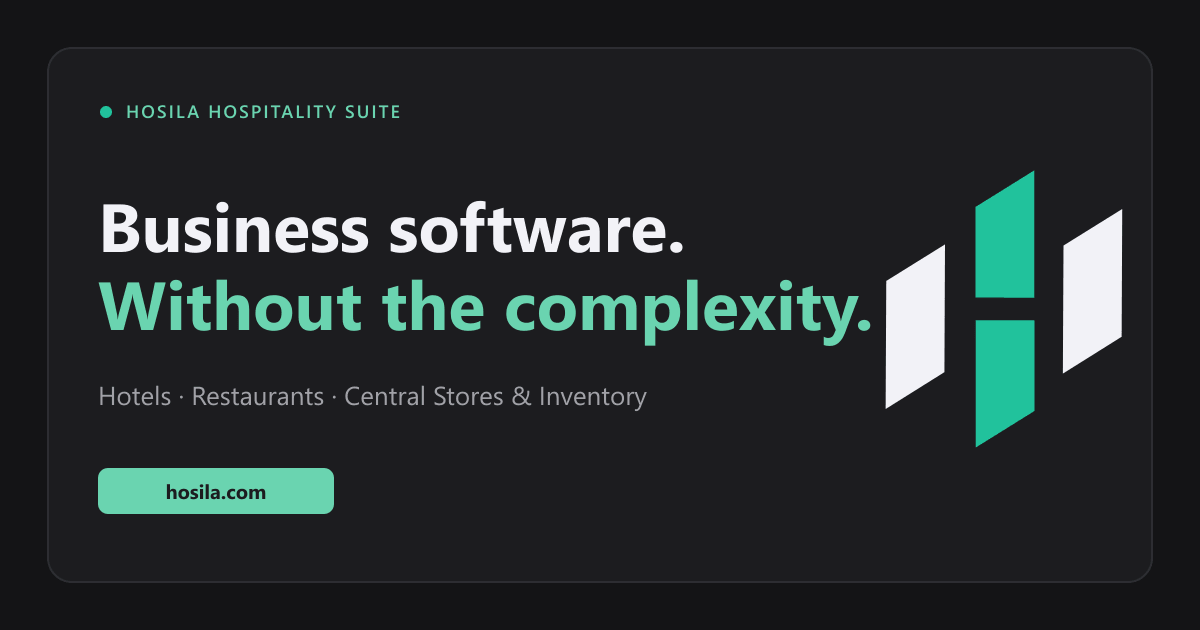 HOSILA HOSPITALITY SUITE
Business software.
Without the complexity.
Hotels · Restaurants · Central Stores & Inventory
hosila.com